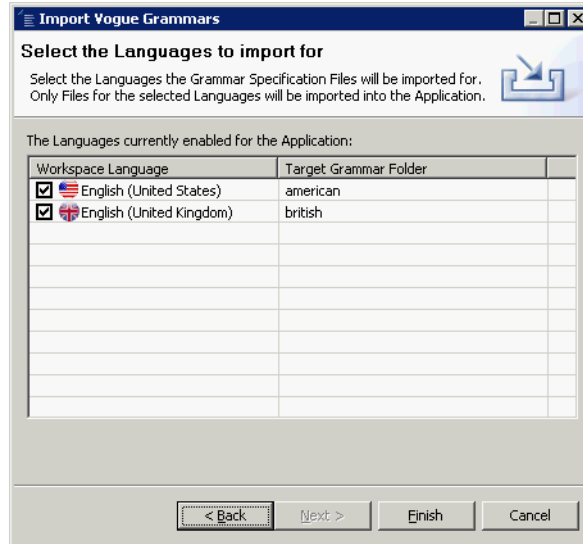 Import Vogue Grammars
Select the Languages to import for
Select the Languages the Grammar Specification Files will be imported for.
Only Files for the selected Languages will be imported into the Application.
The Languages currently enabled for the Application:
Workspace Language Target Grammar Folder
English (United States) american
English (United Kingdom) british
< Back Next > Finish Cancel